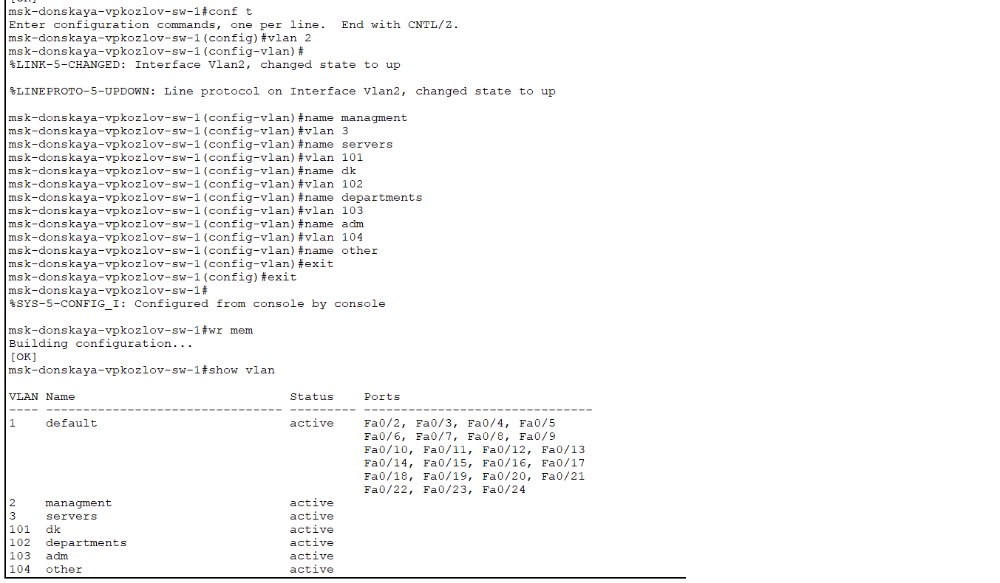 [OK]
msk-donskaya-vpkozlov-sw-1#conf t
Enter configuration commands, one per line.  End with CNTL/Z.
msk-donskaya-vpkozlov-sw-1(config)#vlan 2
msk-donskaya-vpkozlov-sw-1(config-vlan)#
%LINK-5-CHANGED: Interface Vlan2, changed state to up
%LINEPROTO-5-UPDOWN: Line protocol on Interface Vlan2, changed state to up
msk-donskaya-vpkozlov-sw-1(config-vlan)#name managment
msk-donskaya-vpkozlov-sw-1(config-vlan)#vlan 3
msk-donskaya-vpkozlov-sw-1(config-vlan)#name servers
msk-donskaya-vpkozlov-sw-1(config-vlan)#vlan 101
msk-donskaya-vpkozlov-sw-1(config-vlan)#name dk
msk-donskaya-vpkozlov-sw-1(config-vlan)#vlan 102
msk-donskaya-vpkozlov-sw-1(config-vlan)#name departments
msk-donskaya-vpkozlov-sw-1(config-vlan)#vlan 103
msk-donskaya-vpkozlov-sw-1(config-vlan)#name adm
msk-donskaya-vpkozlov-sw-1(config-vlan)#vlan 104
msk-donskaya-vpkozlov-sw-1(config-vlan)#name other
msk-donskaya-vpkozlov-sw-1(config-vlan)#exit
msk-donskaya-vpkozlov-sw-1(config)#exit
msk-donskaya-vpkozlov-sw-1#
%SYS-5-CONFIG_I: Configured from console by console
msk-donskaya-vpkozlov-sw-1#wr mem
Building configuration...
[OK]
msk-donskaya-vpkozlov-sw-1#show vlan
VLAN Name                             Status    Ports
---- -------------------------------- --------- -------------------------------
1    default                          active    Fa0/2, Fa0/3, Fa0/4, Fa0/5
                                                Fa0/6, Fa0/7, Fa0/8, Fa0/9
                                                Fa0/10, Fa0/11, Fa0/12, Fa0/13
                                                Fa0/14, Fa0/15, Fa0/16, Fa0/17
                                                Fa0/18, Fa0/19, Fa0/20, Fa0/21
                                                Fa0/22, Fa0/23, Fa0/24
2    managment                        active
3    servers                          active
101  dk                               active
102  departments                      active
103  adm                              active
104  other                            active